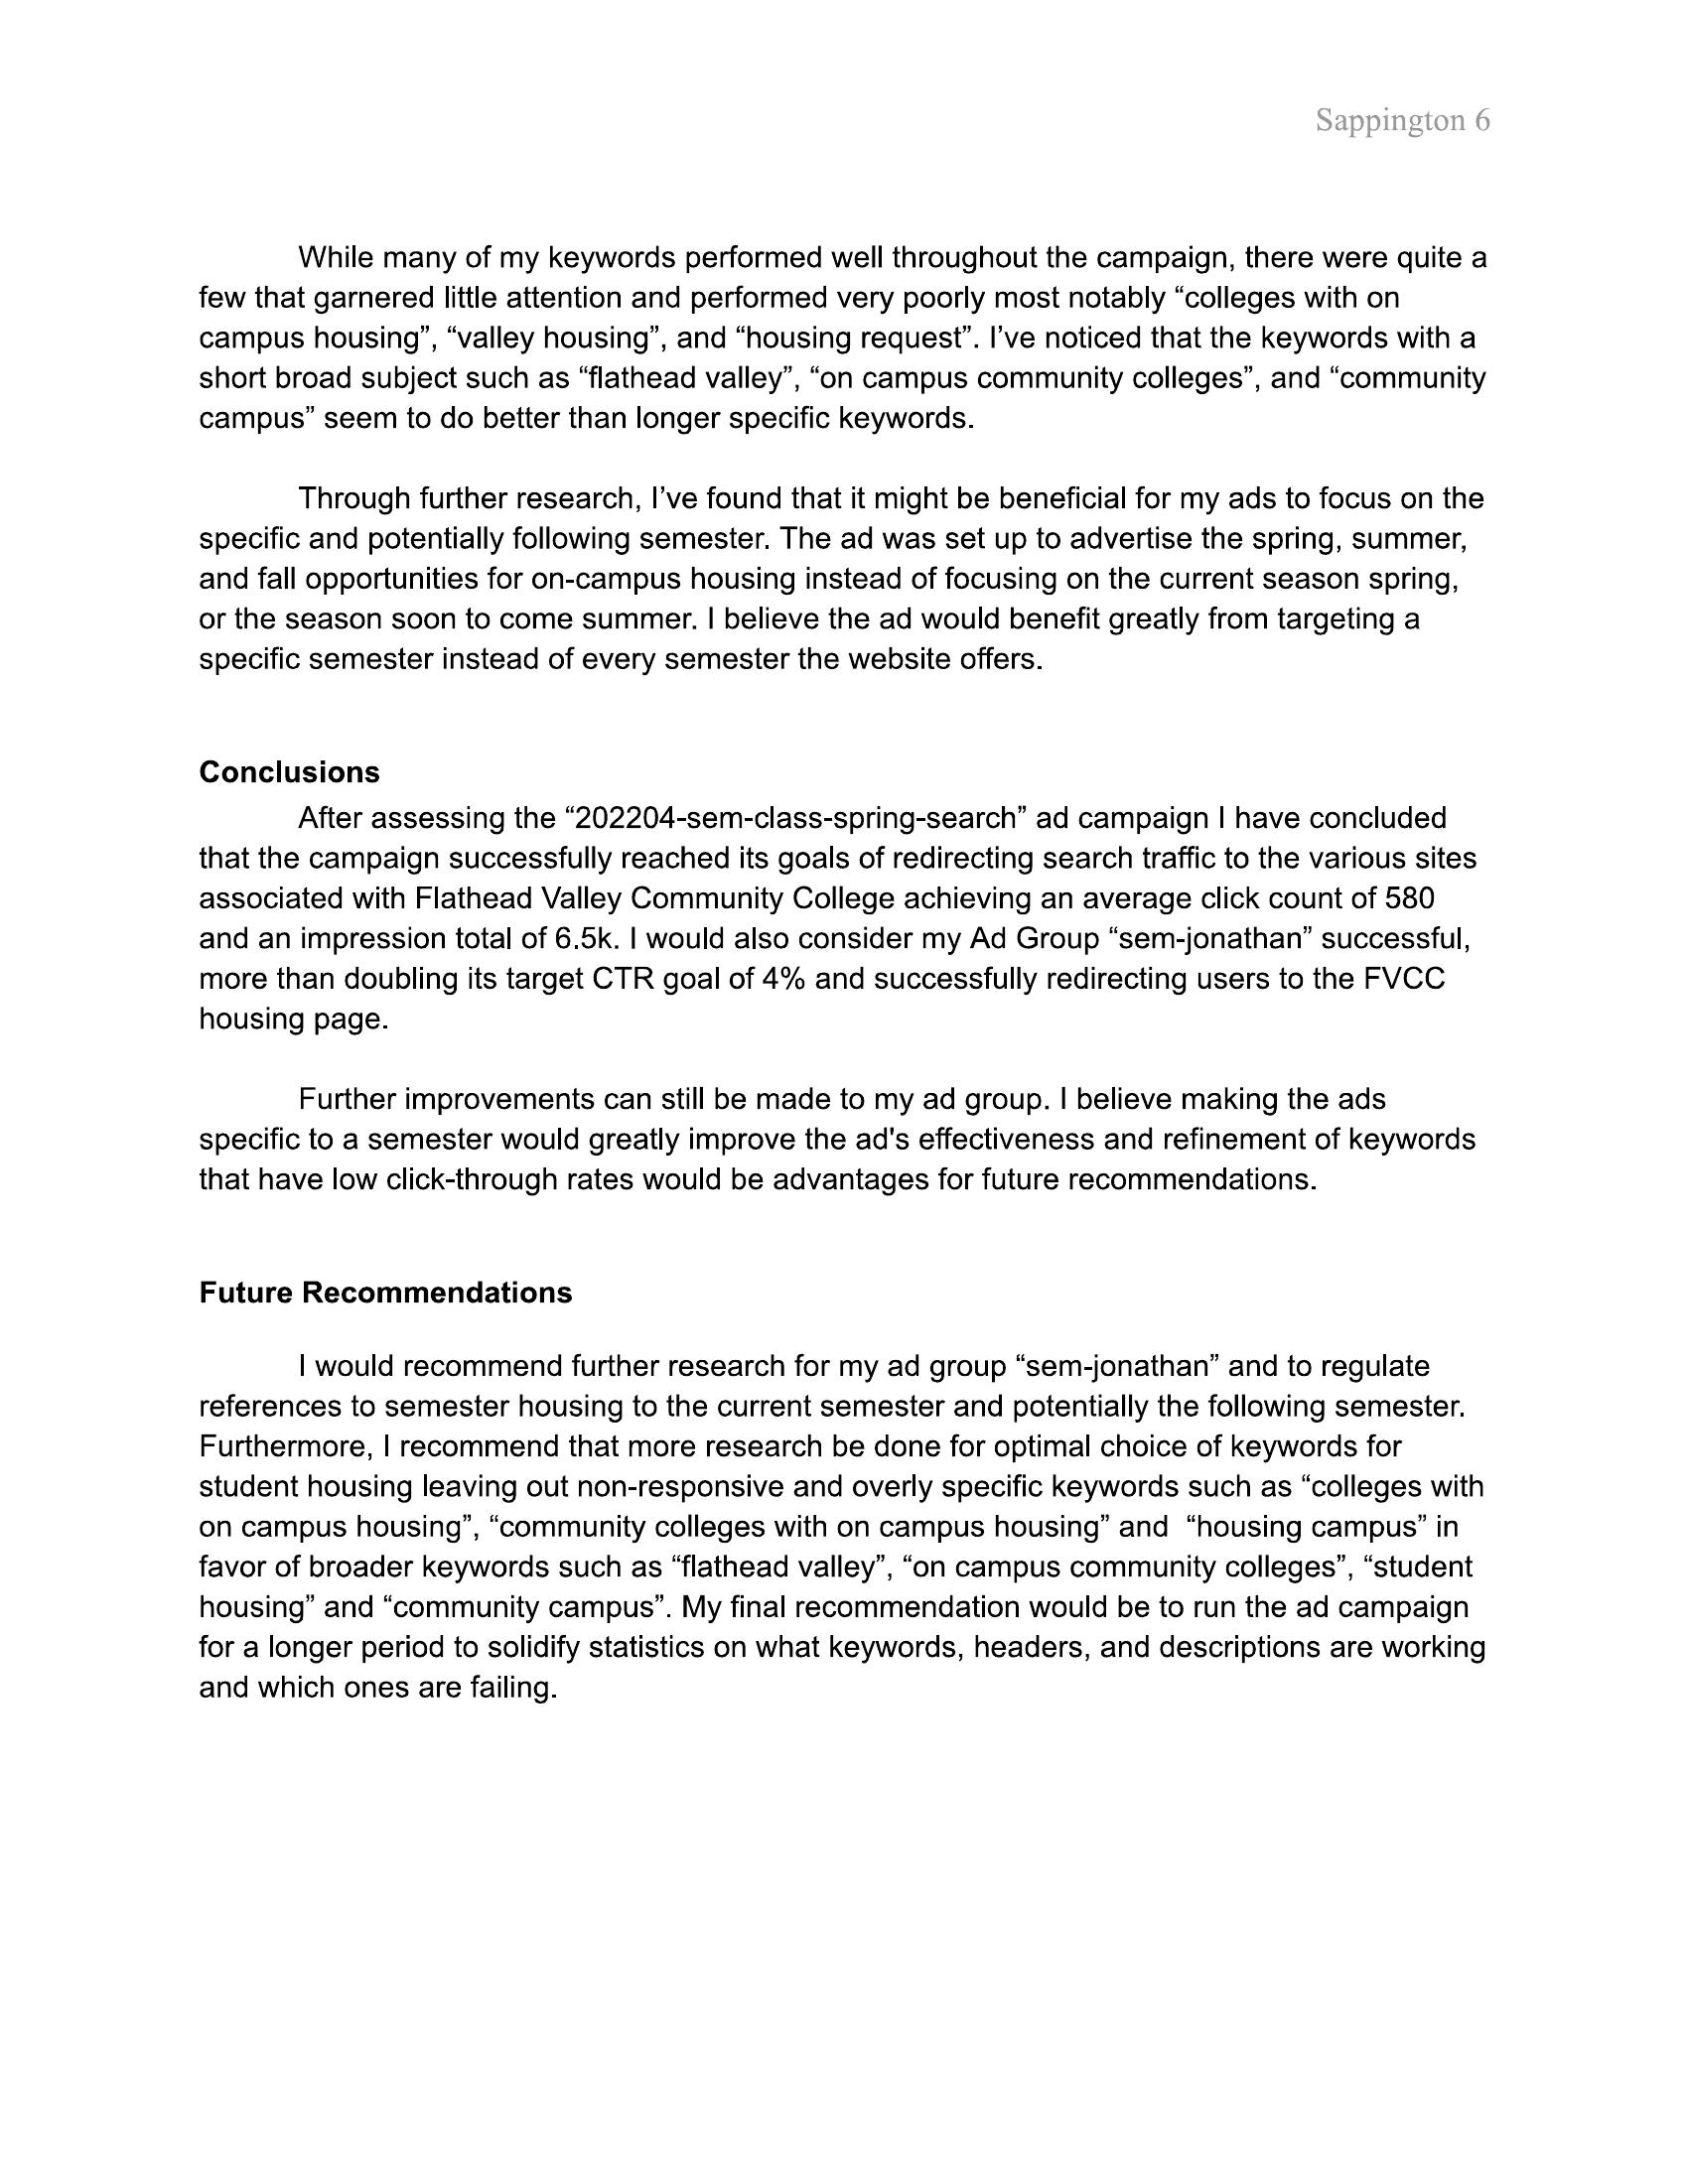 Sappington 6
While many of my keywords performed well throughout the campaign, there were quite a
few that garnered little attention and performed very poorly most notably “colleges with on
campus housing”, “valley housing”, and “housing request”. I’ve noticed that the keywords with a
short broad subject such as “flathead valley”, “on campus community colleges”, and “community
campus” seem to do better than longer specific keywords.
Through further research, I’ve found that it might be beneficial for my ads to focus on the
specific and potentially following semester. The ad was set up to advertise the spring, summer,
and fall opportunities for on-campus housing instead of focusing on the current season spring,
or the season soon to come summer. I believe the ad would benefit greatly from targeting a
specific semester instead of every semester the website offers.
Conclusions
After assessing the “202204-sem-class-spring-search” ad campaign I have concluded
that the campaign successfully reached its goals of redirecting search traffic to the various sites
associated with Flathead Valley Community College achieving an average click count of 580
and an impression total of 6.5k. I would also consider my Ad Group “sem-jonathan” successful,
more than doubling its target CTR goal of 4% and successfully redirecting users to the FVCC
housing page.
Further improvements can still be made to my ad group. I believe making the ads
specific to a semester would greatly improve the ad's effectiveness and refinement of keywords
that have low click-through rates would be advantages for future recommendations.
Future Recommendations
I would recommend further research for my ad group “sem-jonathan” and to regulate
references to semester housing to the current semester and potentially the following semester.
Furthermore, I recommend that more research be done for optimal choice of keywords for
student housing leaving out non-responsive and overly specific keywords such as “colleges with
on campus housing”, “community colleges with on campus housing” and  “housing campus” in
favor of broader keywords such as “flathead valley”, “on campus community colleges”, “student
housing” and “community campus”. My final recommendation would be to run the ad campaign
for a longer period to solidify statistics on what keywords, headers, and descriptions are working
and which ones are failing.